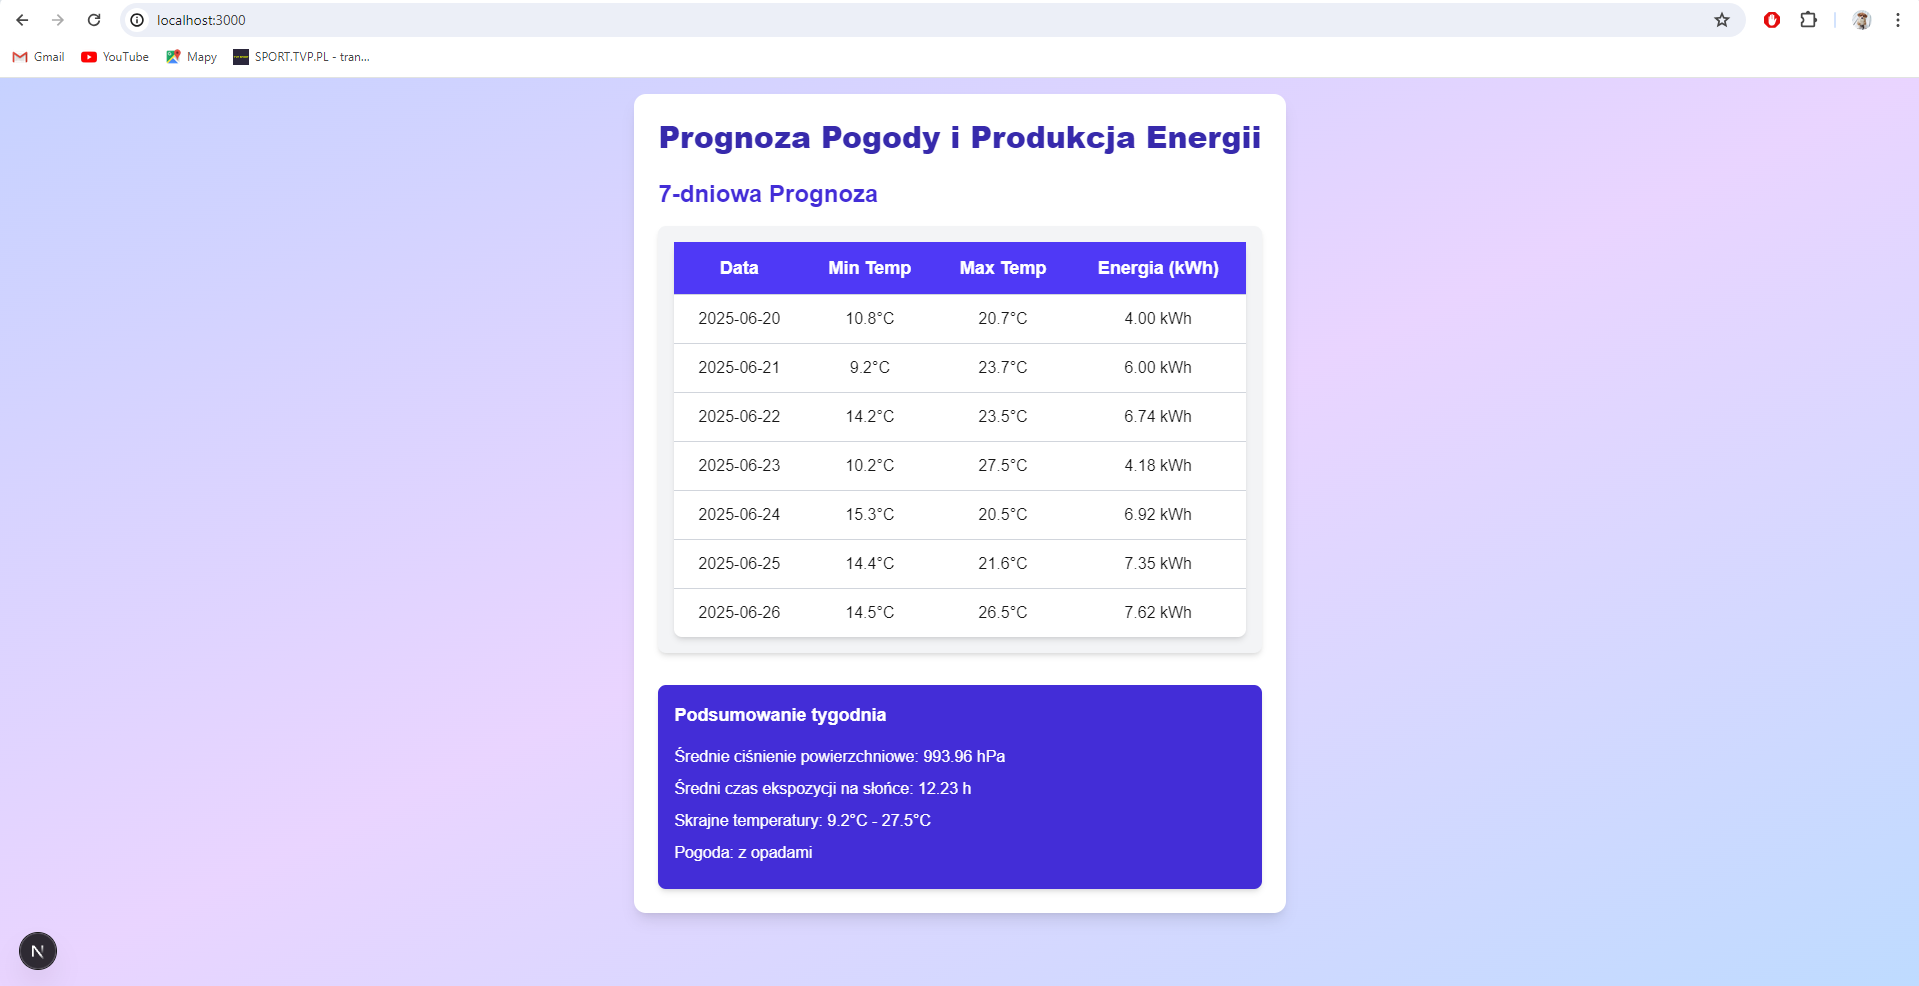 localhost:3000
Gmail YouTube Mapy SPORT.TVP.PL - tran...
Prognoza Pogody i Produkcja Energii
7-dniowa Prognoza
Data Min Temp Max Temp Energia (kWh)
2025-06-20 10.8°C 20.7°C 4.00 kWh
2025-06-21 9.2°C 23.7°C 6.00 kWh
2025-06-22 14.2°C 23.5°C 6.74 kWh
2025-06-23 10.2°C 27.5°C 4.18 kWh
2025-06-24 15.3°C 20.5°C 6.92 kWh
2025-06-25 14.4°C 21.6°C 7.35 kWh
2025-06-26 14.5°C 26.5°C 7.62 kWh
Podsumowanie tygodnia
Średnie ciśnienie powierzchniowe: 993.96 hPa
Średni czas ekspozycji na słońce: 12.23 h
Skrajne temperatury: 9.2°C - 27.5°C
Pogoda: z opadami
N